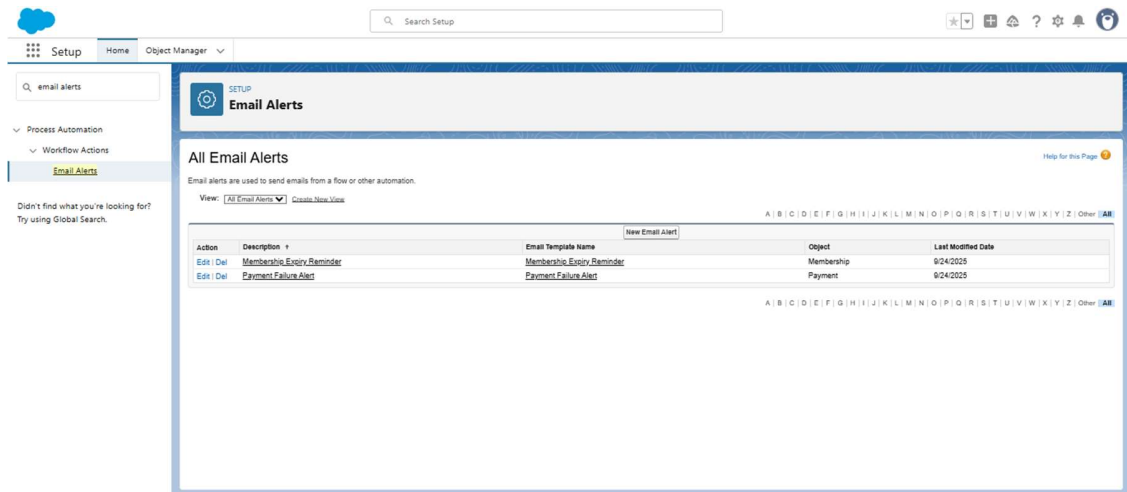 Search Setup
Setup Home Object Manager
email alerts
Process Automation
Workflow Actions
Email Alerts
Didn't find what you're looking for?
Try using Global Search.
SETUP
Email Alerts
All Email Alerts
Help for this Page
Email alerts are used to send emails from a flow or other automation.
View: All Email Alerts Create New View
A | B | C | D | E | F | G | H | I | J | K | L | M | N | O | P | Q | R | S | T | U | V | W | X | Y | Z | Other All
New Email Alert
Action Description ↑ Email Template Name Object Last Modified Date
Edit | Del Membership Expiry Reminder Membership Expiry Reminder Membership 9/24/2025
Edit | Del Payment Failure Alert Payment Failure Alert Payment 9/24/2025
A | B | C | D | E | F | G | H | I | J | K | L | M | N | O | P | Q | R | S | T | U | V | W | X | Y | Z | Other All